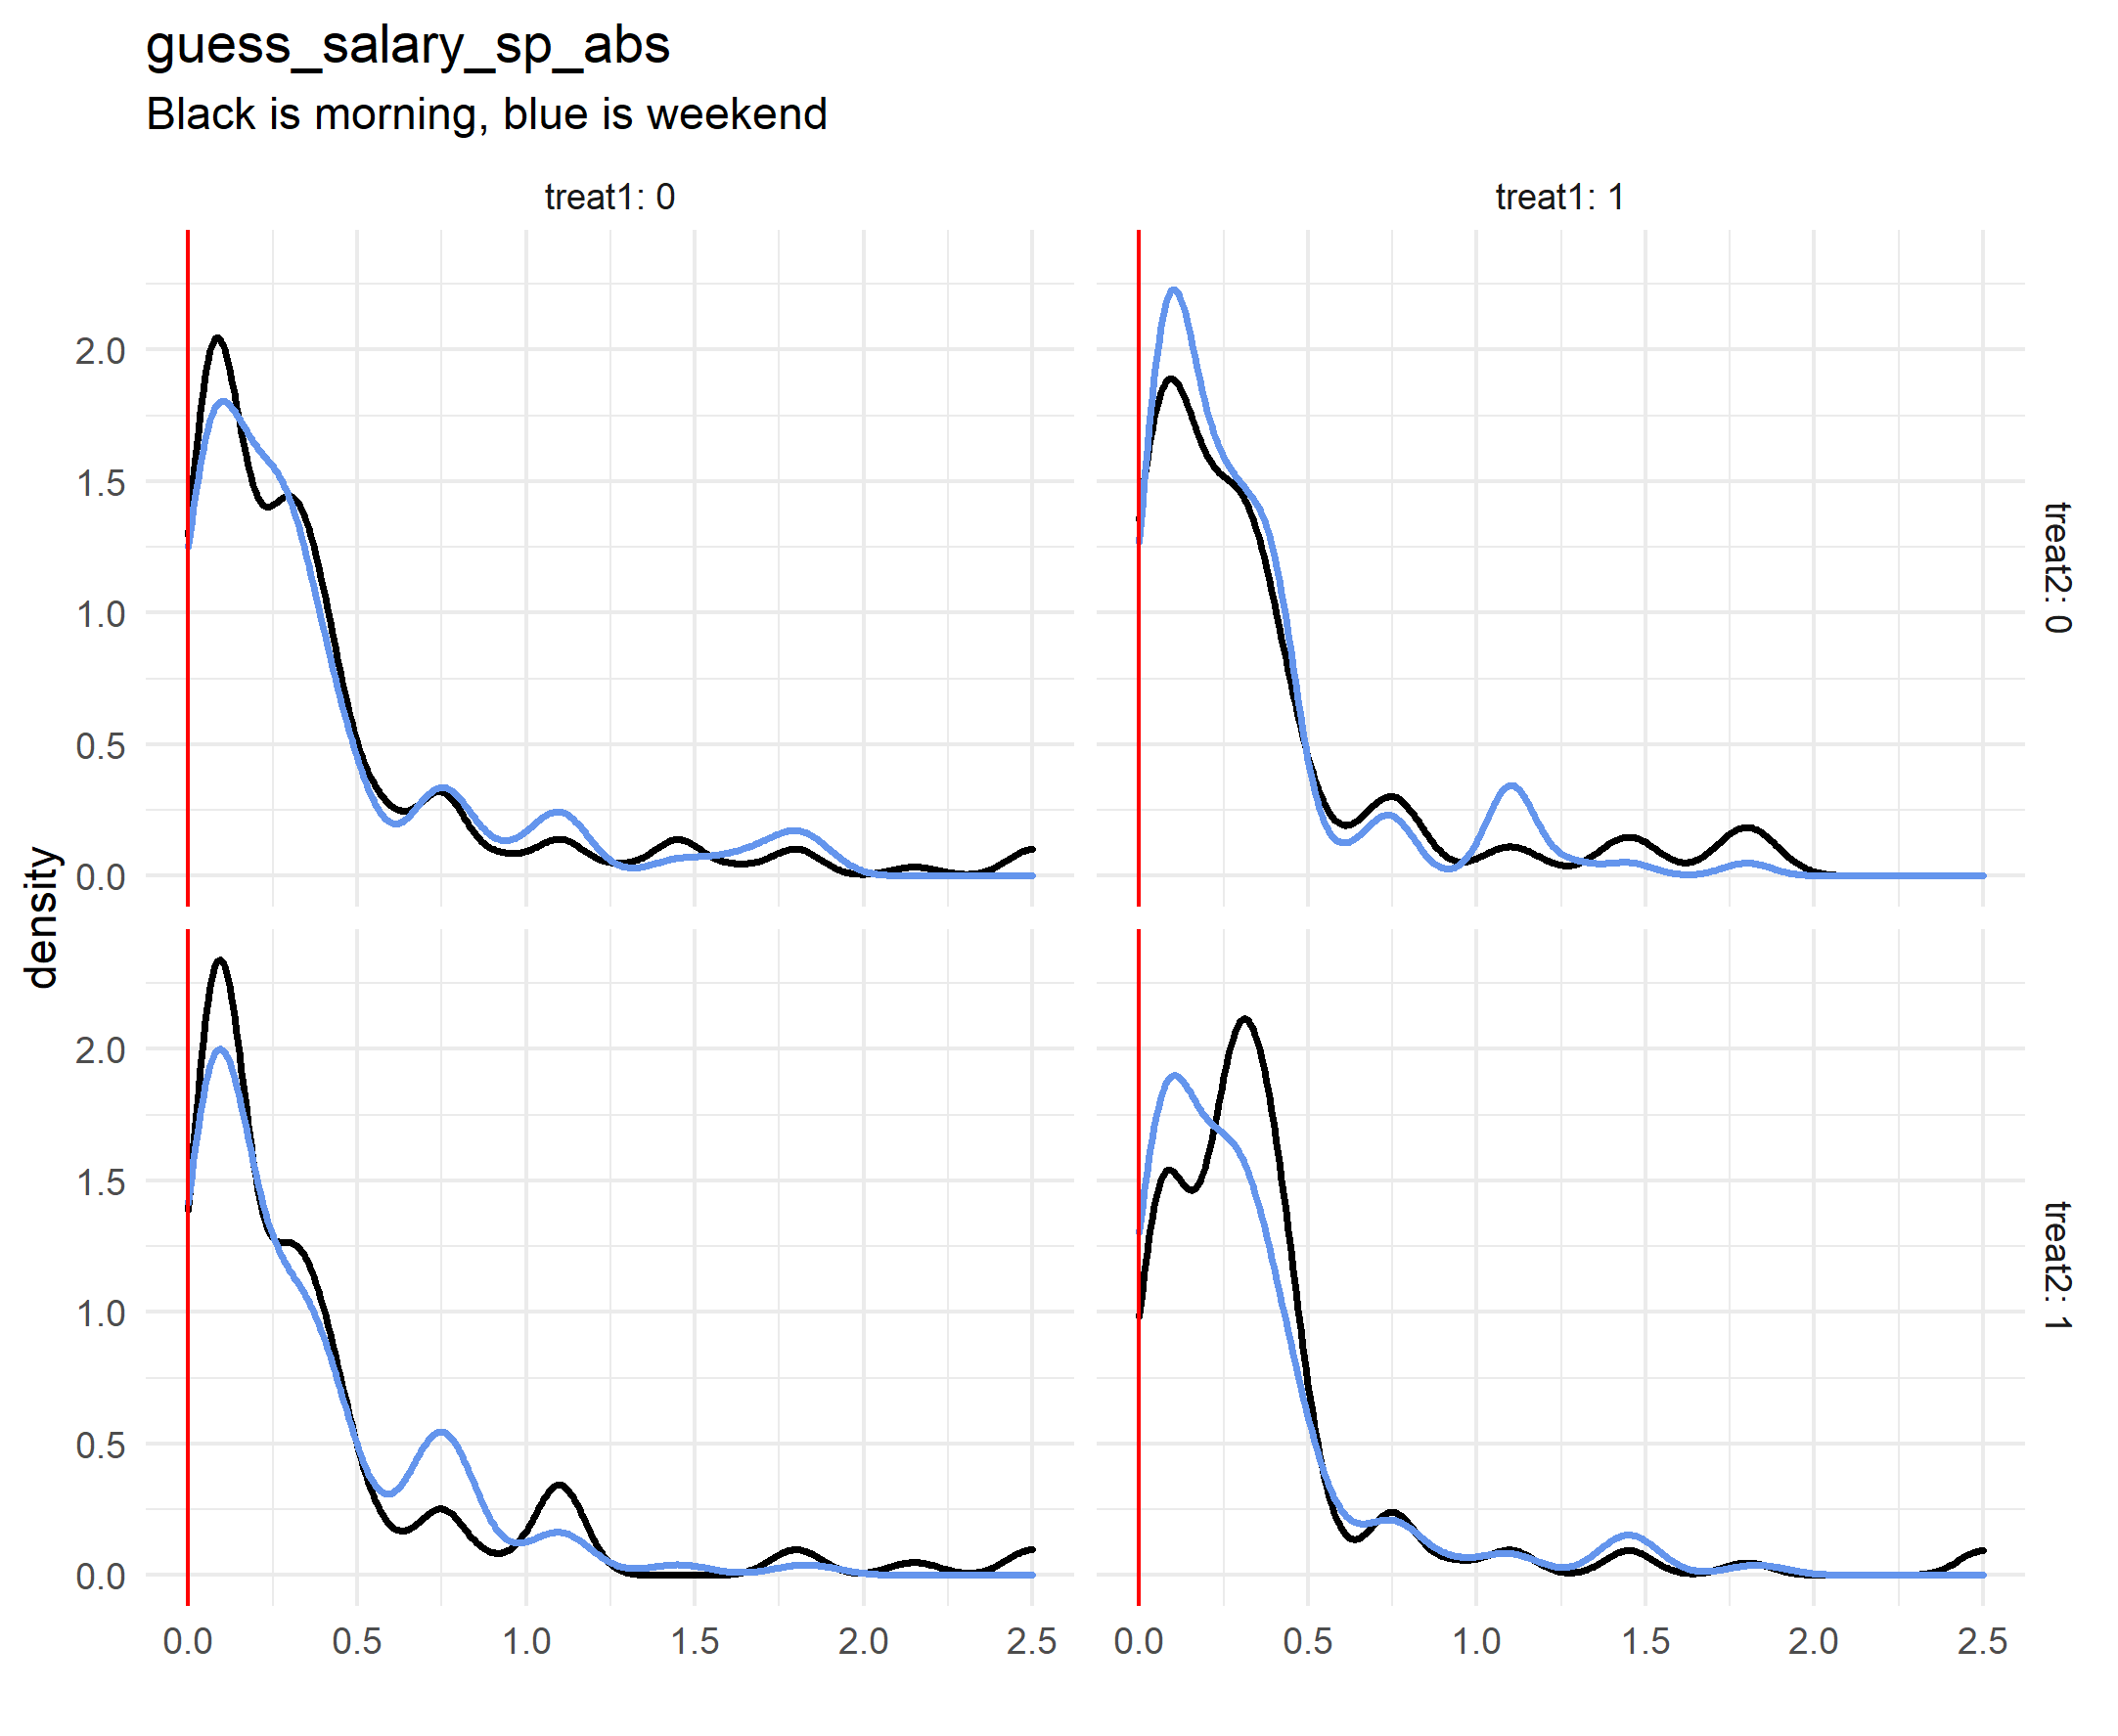 guess_salary_sp_abs
Black is morning, blue is weekend
treat1: 0
treat1: 1
2.0
1.5
1.0
0.5
0.0
treat2: 0
density
2.0
1.5
1.0
0.5
0.0
treat2: 1
0.0 0.5 1.0 1.5 2.0 2.5
0.0 0.5 1.0 1.5 2.0 2.5